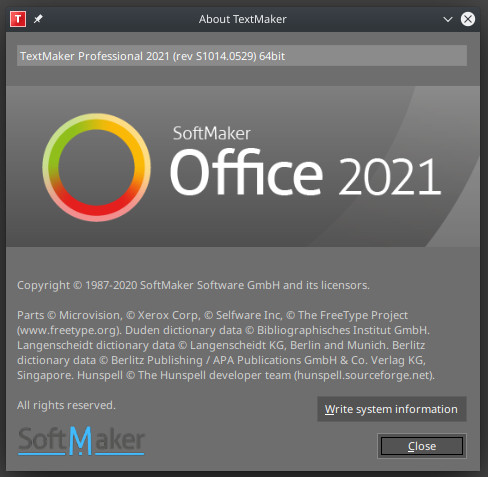 T
About TextMaker
TextMaker Professional 2021 (rev S1014.0529) 64bit
SoftMaker
Office 2021
Copyright © 1987-2020 SoftMaker Software GmbH and its licensors.
Parts © Microvision, © Xerox Corp, © Selfware Inc, © The FreeType Project
(www.freetype.org). Duden dictionary data © Bibliographisches Institut GmbH.
Langenscheidt dictionary data © Langenscheidt KG, Berlin and Munich. Berlitz
dictionary data © Berlitz Publishing / APA Publications GmbH & Co. Verlag KG,
Singapore. Hunspell © The Hunspell developer team (hunspell.sourceforge.net).
All rights reserved.
Write system information
SoftMaker
Close